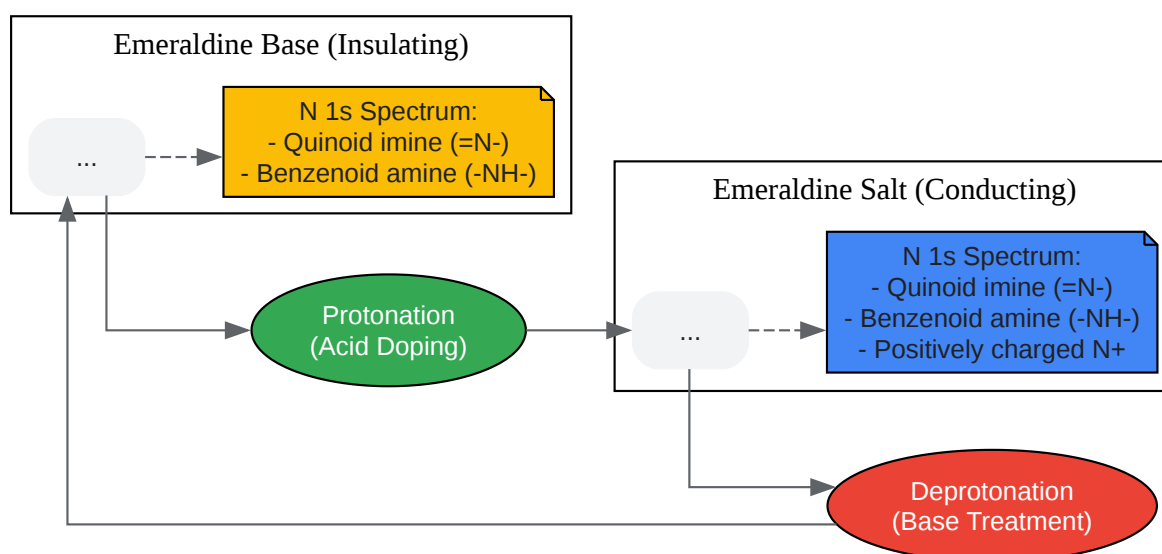 Emeraldine Base (Insulating)
...
N 1s Spectrum:
- Quinoid imine (=N-)
- Benzenoid amine (-NH-)
Emeraldine Salt (Conducting)
...
N 1s Spectrum:
- Quinoid imine (=N-)
- Benzenoid amine (-NH-)
- Positively charged N+
Protonation
(Acid Doping)
Deprotonation
(Base Treatment)